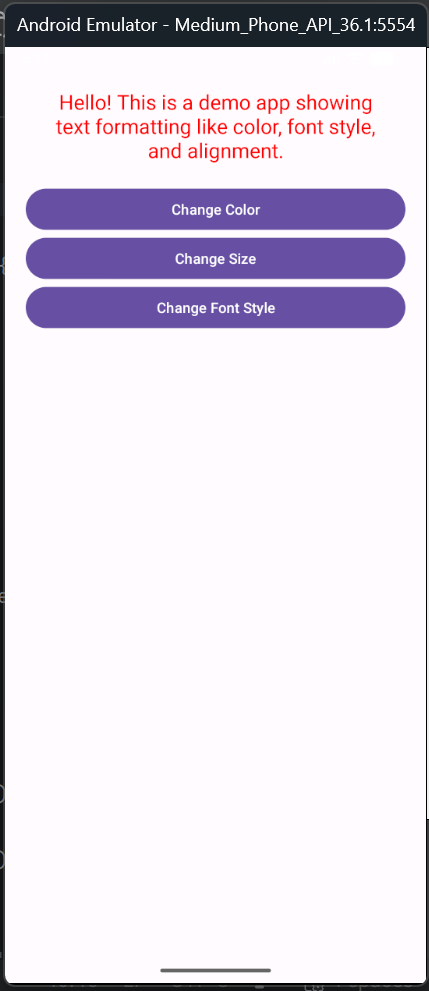 Android Emulator - Medium_Phone_API_36.1:5554
Hello! This is a demo app showing
text formatting like color, font style,
and alignment.
Change Color
Change Size
Change Font Style